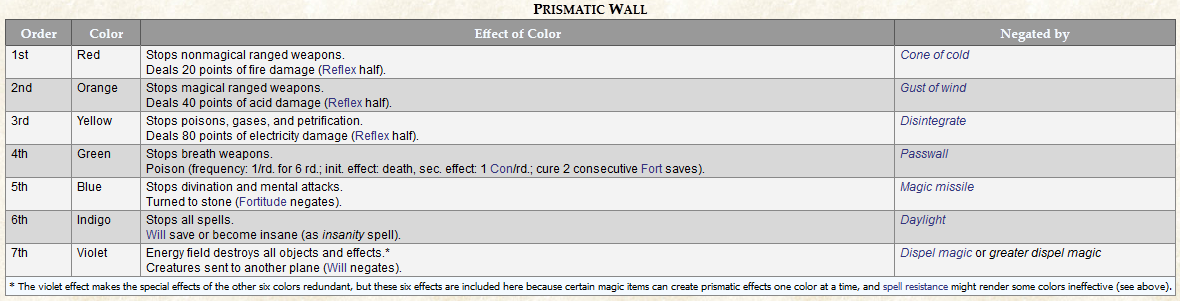 PRISMATIC WALL
Order Color Effect of Color Negated by
1st Red Stops nonmagical ranged weapons. Cone of cold
Deals 20 points of fire damage (Reflex half).
2nd Orange Stops magical ranged weapons. Gust of wind
Deals 40 points of acid damage (Reflex half).
3rd Yellow Stops poisons, gases, and petrification. Disintegrate
Deals 80 points of electricity damage (Reflex half).
4th Green Stops breath weapons. Passwall
Poison (frequency: 1/rd. for 6 rd.; init. effect: death, sec. effect: 1 Con/rd.; cure 2 consecutive Fort saves).
5th Blue Stops divination and mental attacks. Magic missile
Turned to stone (Fortitude negates).
6th Indigo Stops all spells. Daylight
Will save or become insane (as insanity spell).
7th Violet Energy field destroys all objects and effects.* Dispel magic or greater dispel magic
Creatures sent to another plane (Will negates).
* The violet effect makes the special effects of the other six colors redundant, but these six effects are included here because certain magic items can create prismatic effects one color at a time, and spell resistance might render some colors ineffective (see above).